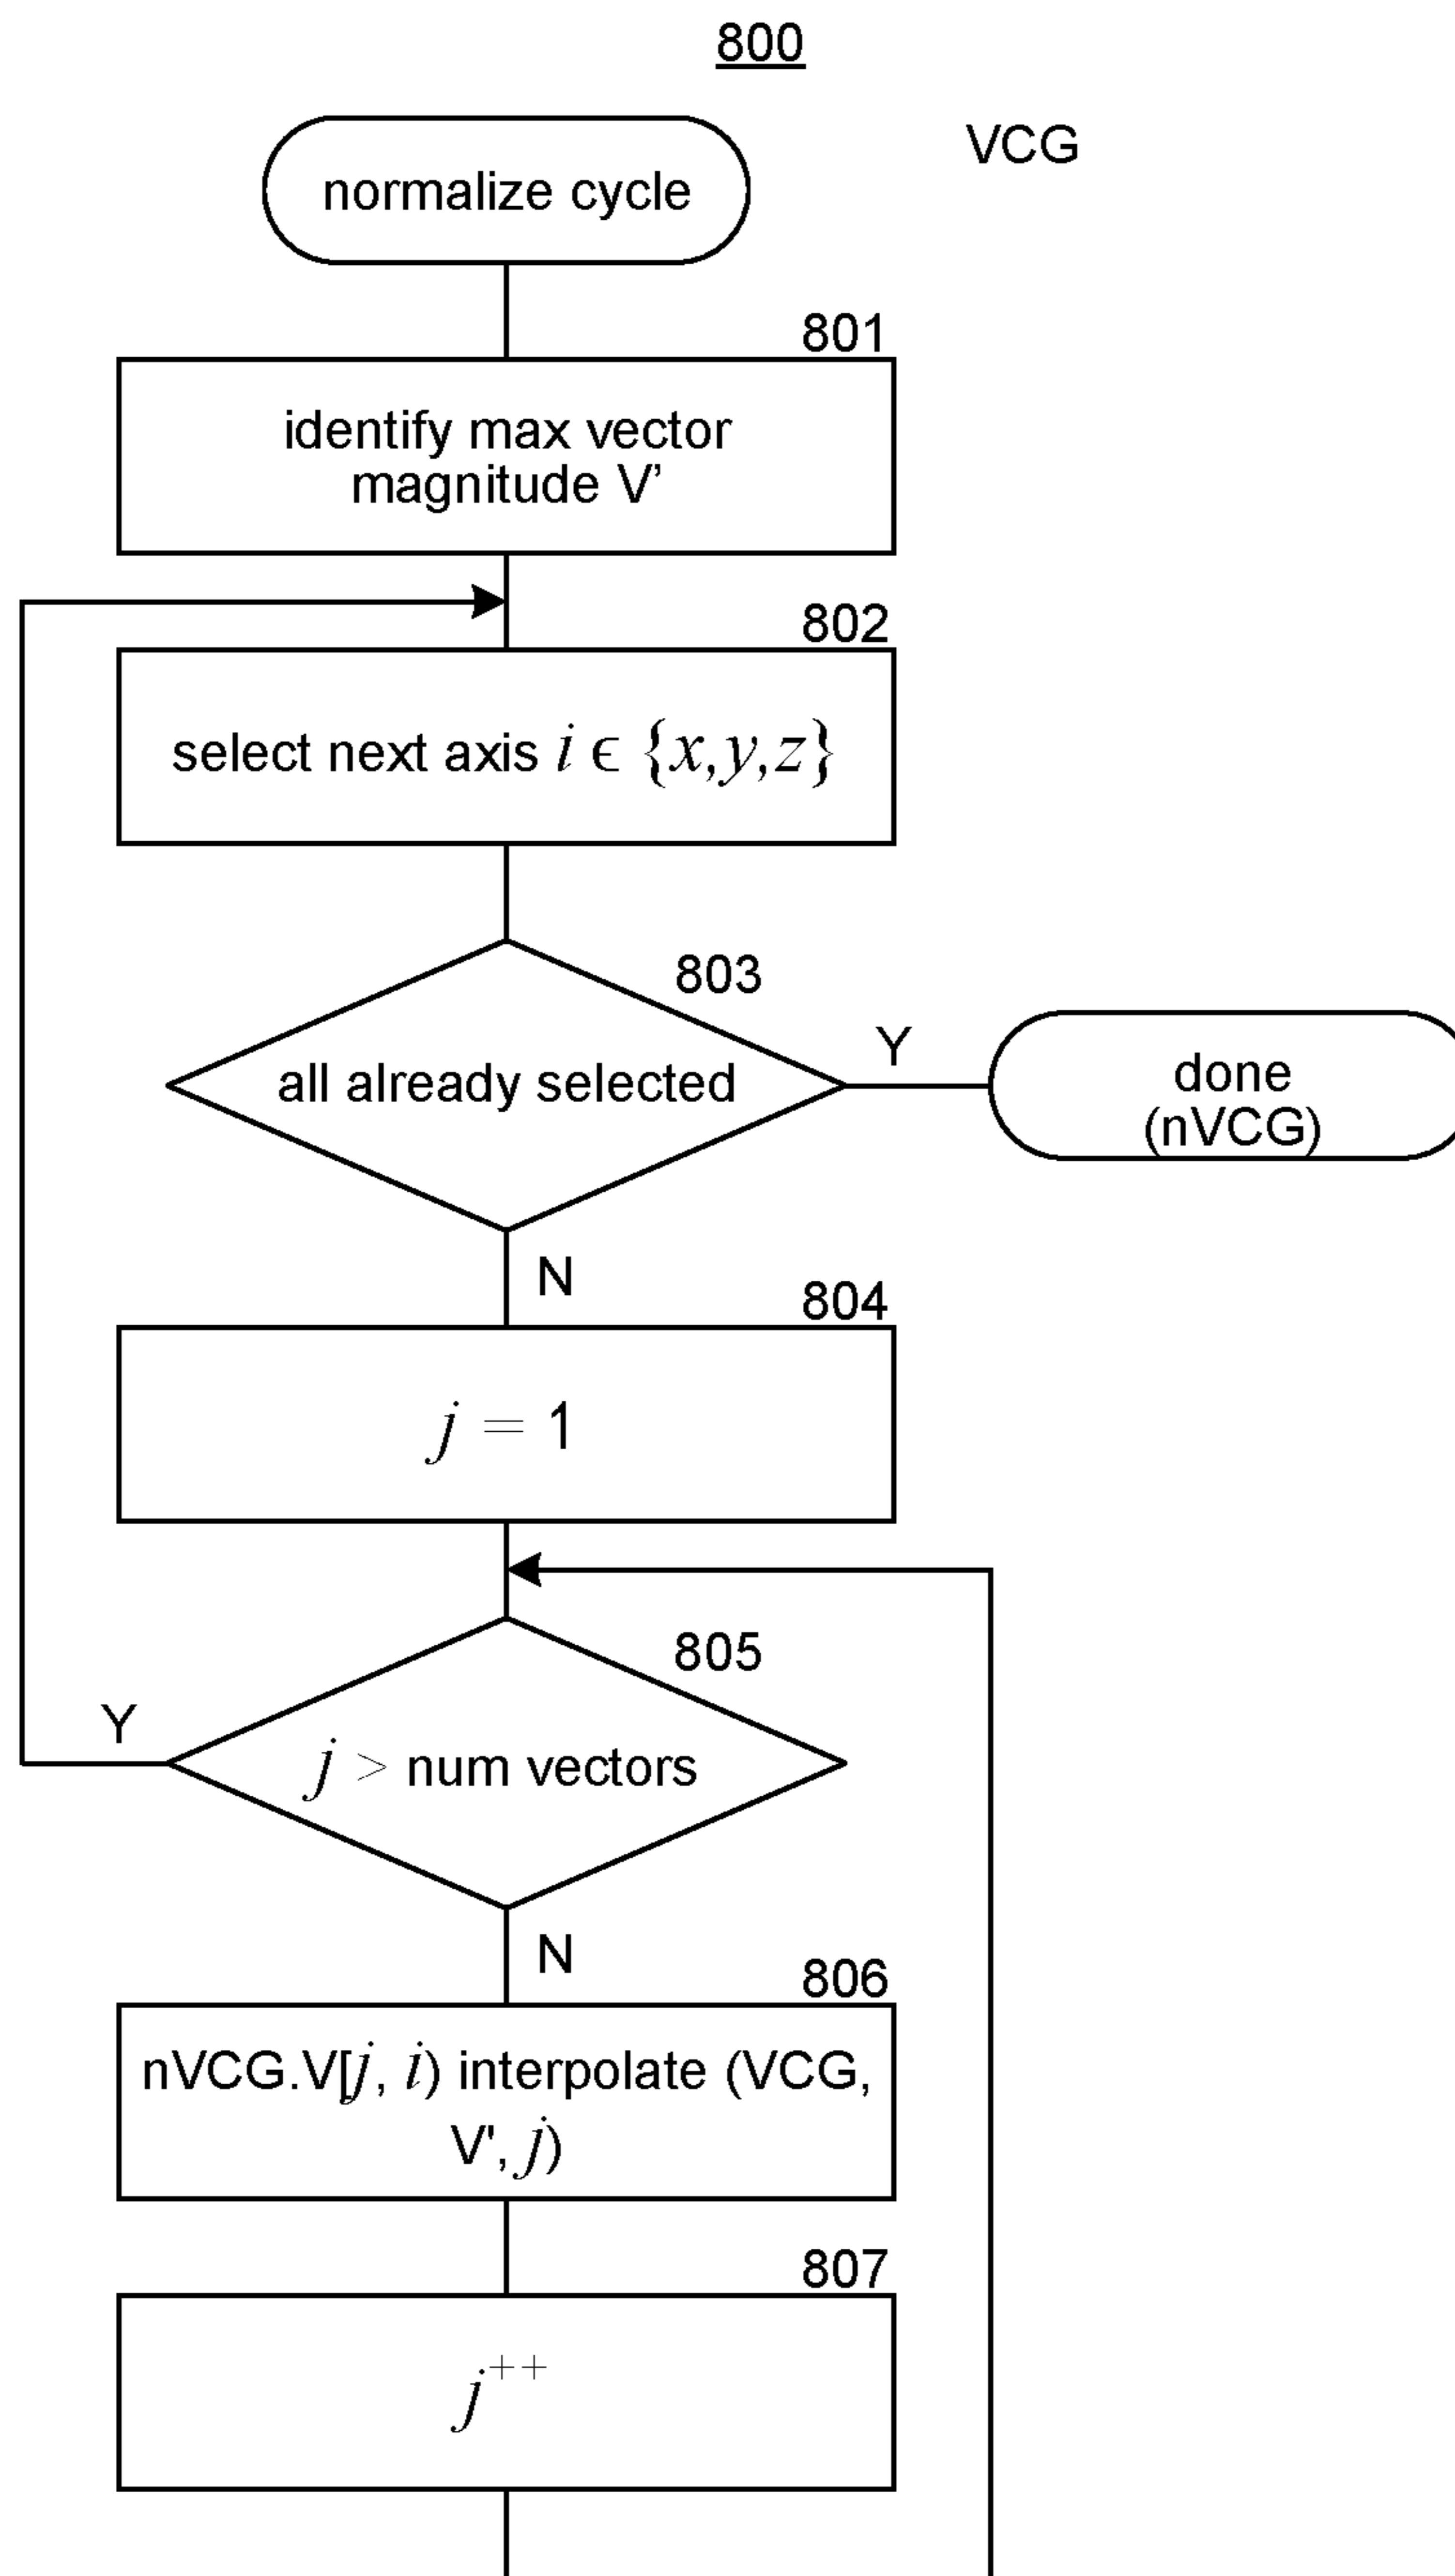 800
VCG
normalize cycle
801
identify max vector
magnitude V’
802
select next axis i ϵ {x,y,z}
803
all already selected
Y
done
(nVCG)
N
804
j = 1
805
Y
j > num vectors
N
806
nVCG.V[j, i) interpolate (VCG,
V', j)
807
j++